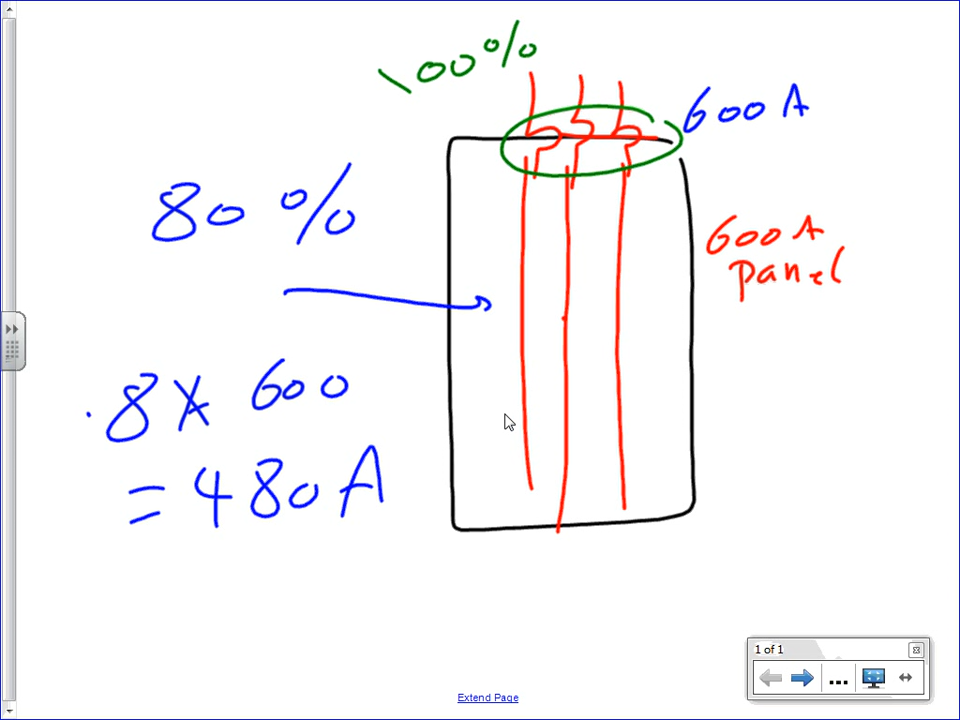 100%
600A
80%
600A
panel
.8 x 600
= 480A
1 of 1
...
Extend Page